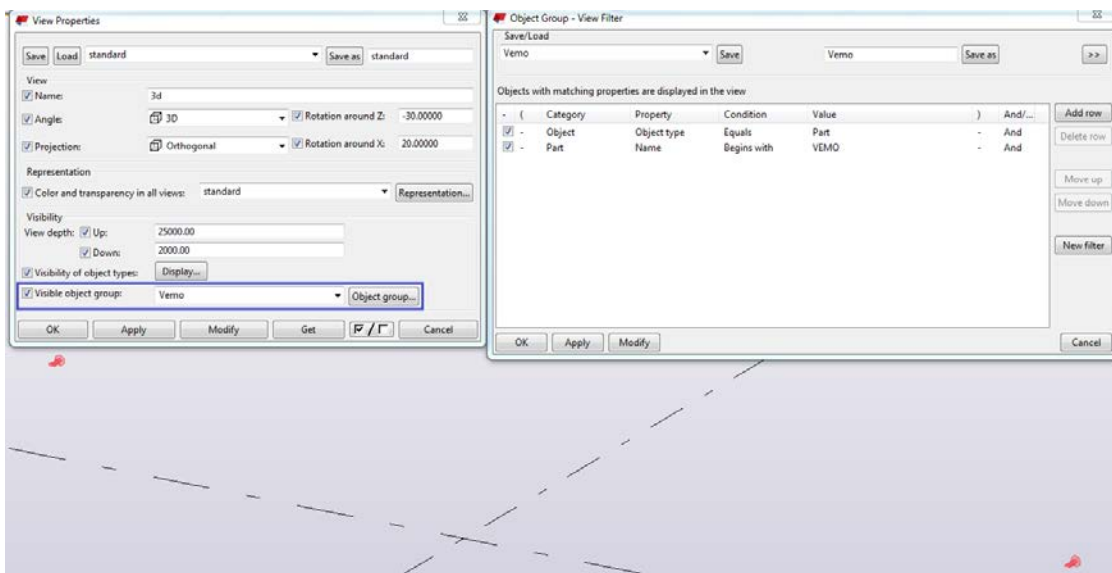 View Properties
Save Load standard Save as standard
View
Name: 3d
Angle: 3D Rotation around Z: -30.00000
Projection: Orthogonal Rotation around X: 20.00000
Representation
Color and transparency in all views: standard Representation...
Visibility
View depth: Up: 25000.00
Down: 2000.00
Visibility of object types: Display...
Visible object group: Vemo Object group...
OK Apply Modify Get / Cancel
Object Group - View Filter
Save/Load
Vemo Save Vemo Save as >>
Objects with matching properties are displayed in the view
- ( Category Property Condition Value ) And/... Add row
- Object Object type Equals Part - And Delete row
- Part Name Begins with VEMO - And
Move up
Move down
New filter
OK Apply Modify Cancel